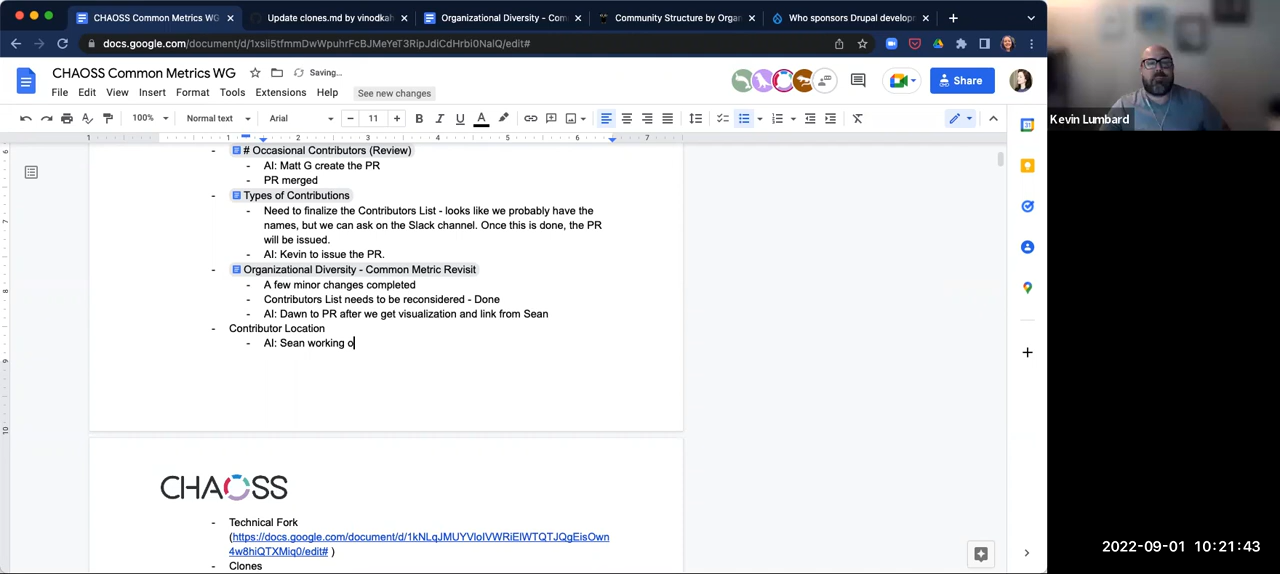 CHAOSS Common Metrics WG
Update clones.md by vinodkah
Organizational Diversity - Com
Community Structure by Organ
Who sponsors Drupal develop
docs.google.com/document/d/1xsii5tfmmDwWpuhrFcBJMeYeT3RipJdiCdHrbi0NalQ/edit#
CHAOSS Common Metrics WG
Saving...
File Edit View Insert Format Tools Extensions Help
See new changes
Share
100% Normal text Arial 11
- # Occasional Contributors (Review)
- AI: Matt G create the PR
- PR merged
- Types of Contributions
- Need to finalize the Contributors List - looks like we probably have the
names, but we can ask on the Slack channel. Once this is done, the PR
will be issued.
- AI: Kevin to issue the PR.
- Organizational Diversity - Common Metric Revisit
- A few minor changes completed
- Contributors List needs to be reconsidered - Done
- AI: Dawn to PR after we get visualization and link from Sean
- Contributor Location
- AI: Sean working o
CHAOSS
- Technical Fork
(https://docs.google.com/document/d/1kNLqJMUYVIoIVWRiEIWTQTJQgEisOwn
4w8hiQTXMiq0/edit# )
- Clones
Kevin Lumbard
2022-09-01 10:21:43